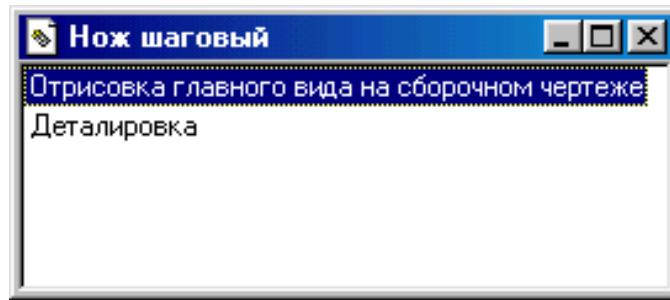 Нож шаговый
Отрисовка главного вида на сборочном чертеже
Деталировка